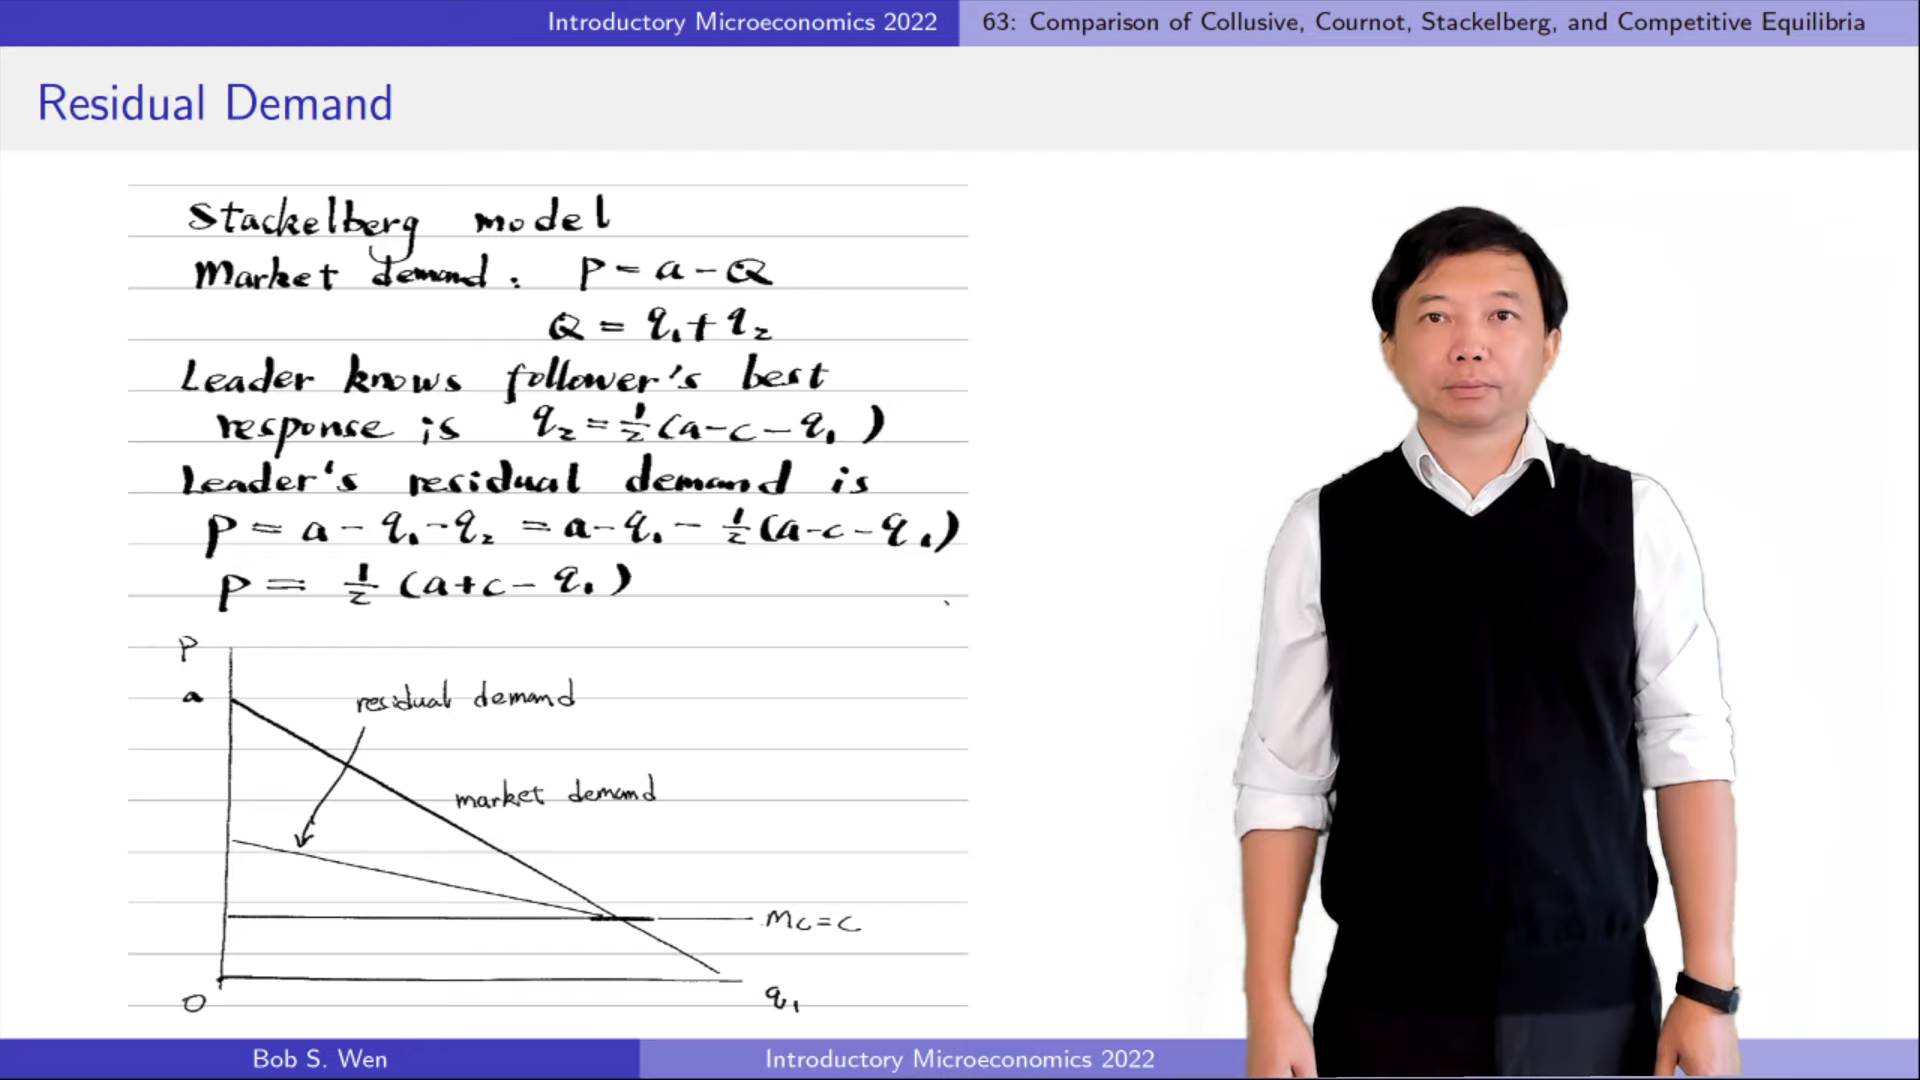 Introductory Microeconomics 2022
63: Comparison of Collusive, Cournot, Stackelberg, and Competitive Equilibria
Residual Demand
Stackelberg model
Market demand: P = a - Q
Q = q₁ + q₂
Leader knows follower's best
response is q₂ = ½ (a - c - q₁)
Leader's residual demand is
P = a - q₁ - q₂ = a - q₁ - ½ (a - c - q₁)
P = ½ (a + c - q₁)
P
a
residual demand
market demand
MC = C
O
q₁
Bob S. Wen
Introductory Microeconomics 2022